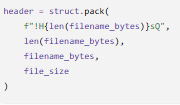 header = struct.pack(
    f"!H{len(filename_bytes)}sQ",
    len(filename_bytes),
    filename_bytes,
    file_size
)